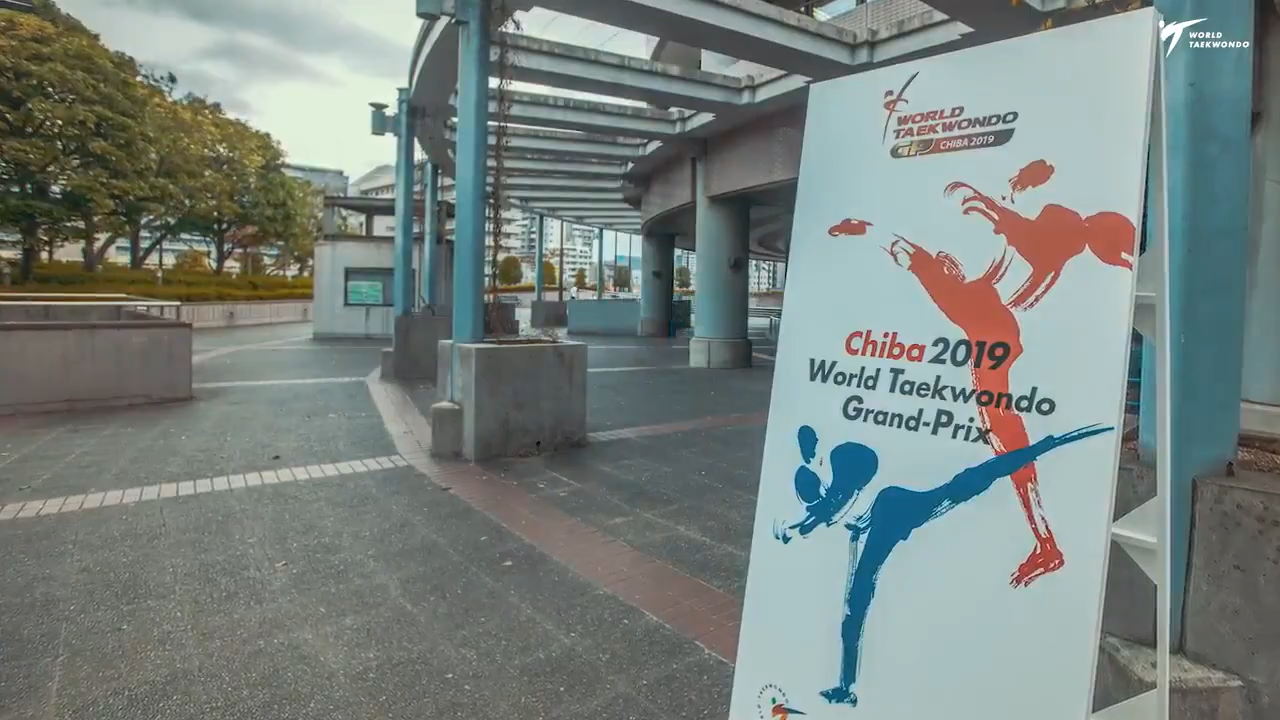 WORLD
TAEKWONDO
WORLD
TAEKWONDO
GP CHIBA 2019
Chiba 2019
World Taekwondo
Grand-Prix